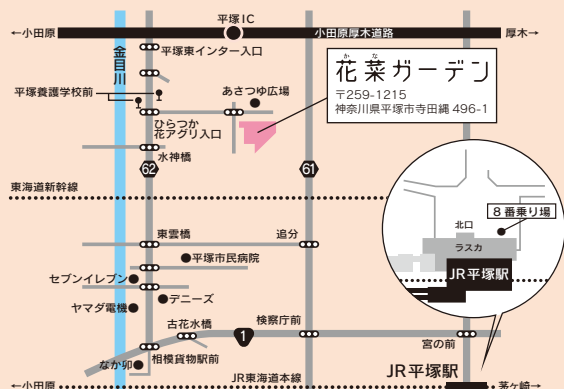 平塚IC
←小田原
小田原厚木道路
厚木→
金目川
平塚東インター入口
か な
花菜ガーデン
〒259-1215
神奈川県平塚市寺田縄 496-1
平塚養護学校前
あさつゆ広場
ひらつか
花アグリ入口
水神橋
62
61
東海道新幹線
8番乗り場
北口
ラスカ
JR平塚駅
東雲橋
追分
平塚市民病院
セブンイレブン
デニーズ
ヤマダ電機
古花水橋
1
検察庁前
宮の前
なか卯
相模貨物駅前
JR平塚駅
←小田原
JR東海道本線
茅ヶ崎→